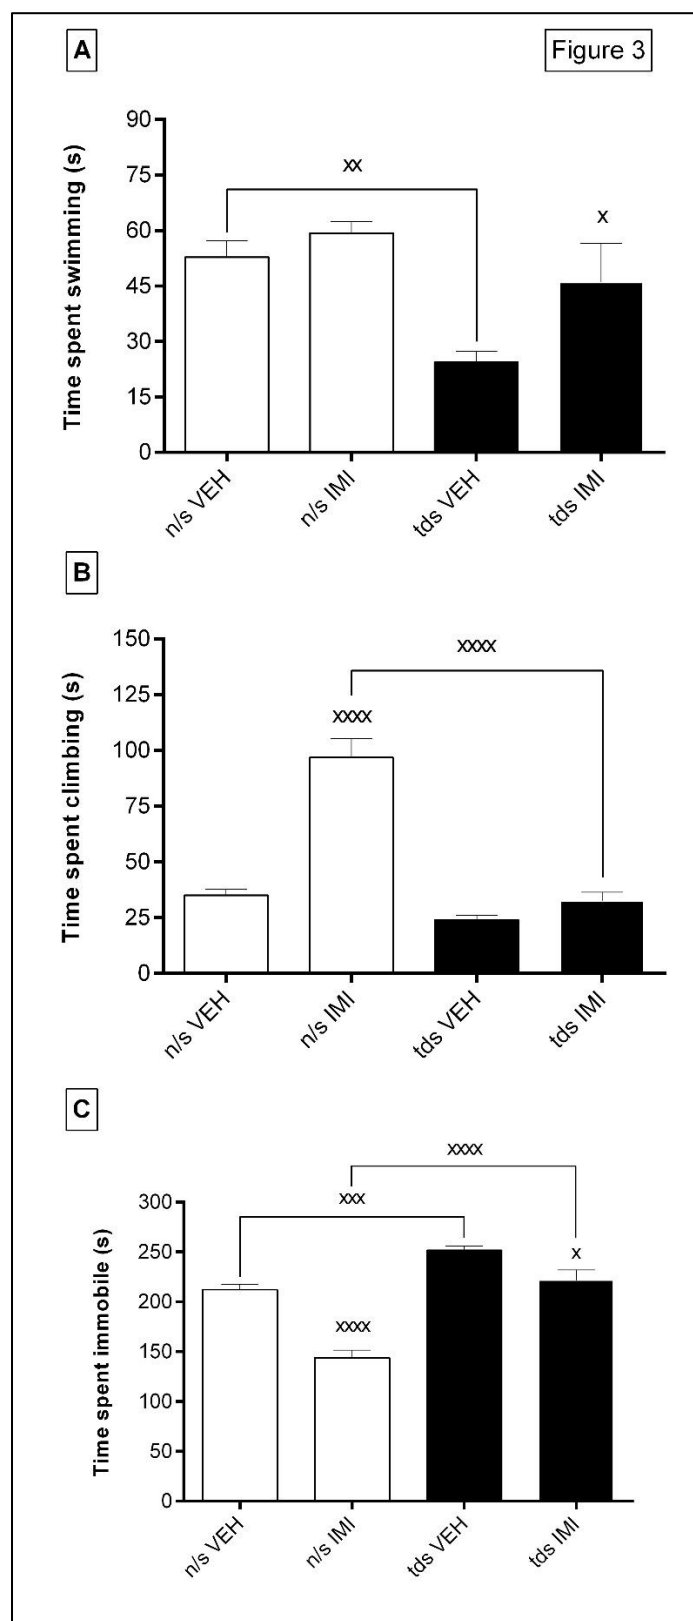 A
Figure 3
Time spent swimming (s)
90
75
60
45
30
15
0
xx
x
n/s VEH
n/s IMI
tds VEH
tds IMI
B
Time spent climbing (s)
150
125
100
75
50
25
0
xxxx
xxxx
n/s VEH
n/s IMI
tds VEH
tds IMI
C
Time spent immobile (s)
300
250
200
150
100
50
0
xxxx
xxx
x
xxxx
n/s VEH
n/s IMI
tds VEH
tds IMI